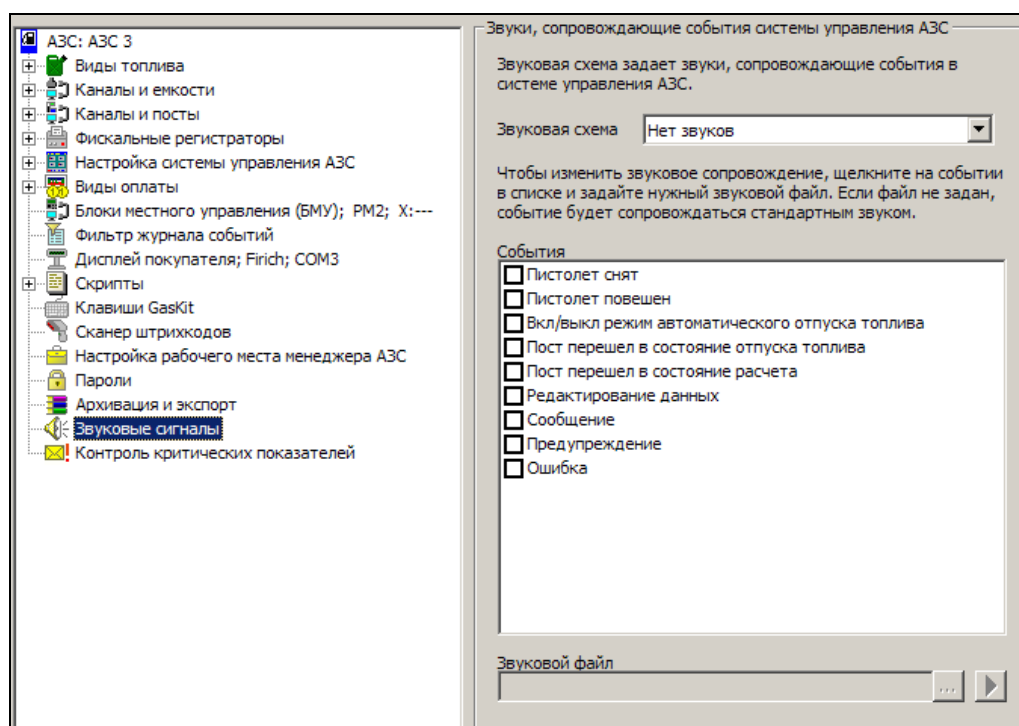 АЗС: АЗС 3
Виды топлива
Каналы и емкости
Каналы и посты
Фискальные регистраторы
Настройка системы управления АЗС
Виды оплаты
Блоки местного управления (БМУ); PM2; X:---
Фильтр журнала событий
Дисплей покупателя; Firich; COM3
Скрипты
Клавиши GasKit
Сканер штрихкодов
Настройка рабочего места менеджера АЗС
Пароли
Архивация и экспорт
Звуковые сигналы
Контроль критических показателей
Звуки, сопровождающие события системы управления АЗС
Звуковая схема задает звуки, сопровождающие события в
системе управления АЗС.
Звуковая схема
Нет звуков
Чтобы изменить звуковое сопровождение, щелкните на событии
в списке и задайте нужный звуковой файл. Если файл не задан,
событие будет сопровождаться стандартным звуком.
События
Пистолет снят
Пистолет повешен
Вкл/выкл режим автоматического отпуска топлива
Пост перешел в состояние отпуска топлива
Пост перешел в состояние расчета
Редактирование данных
Сообщение
Предупреждение
Ошибка
Звуковой файл
...